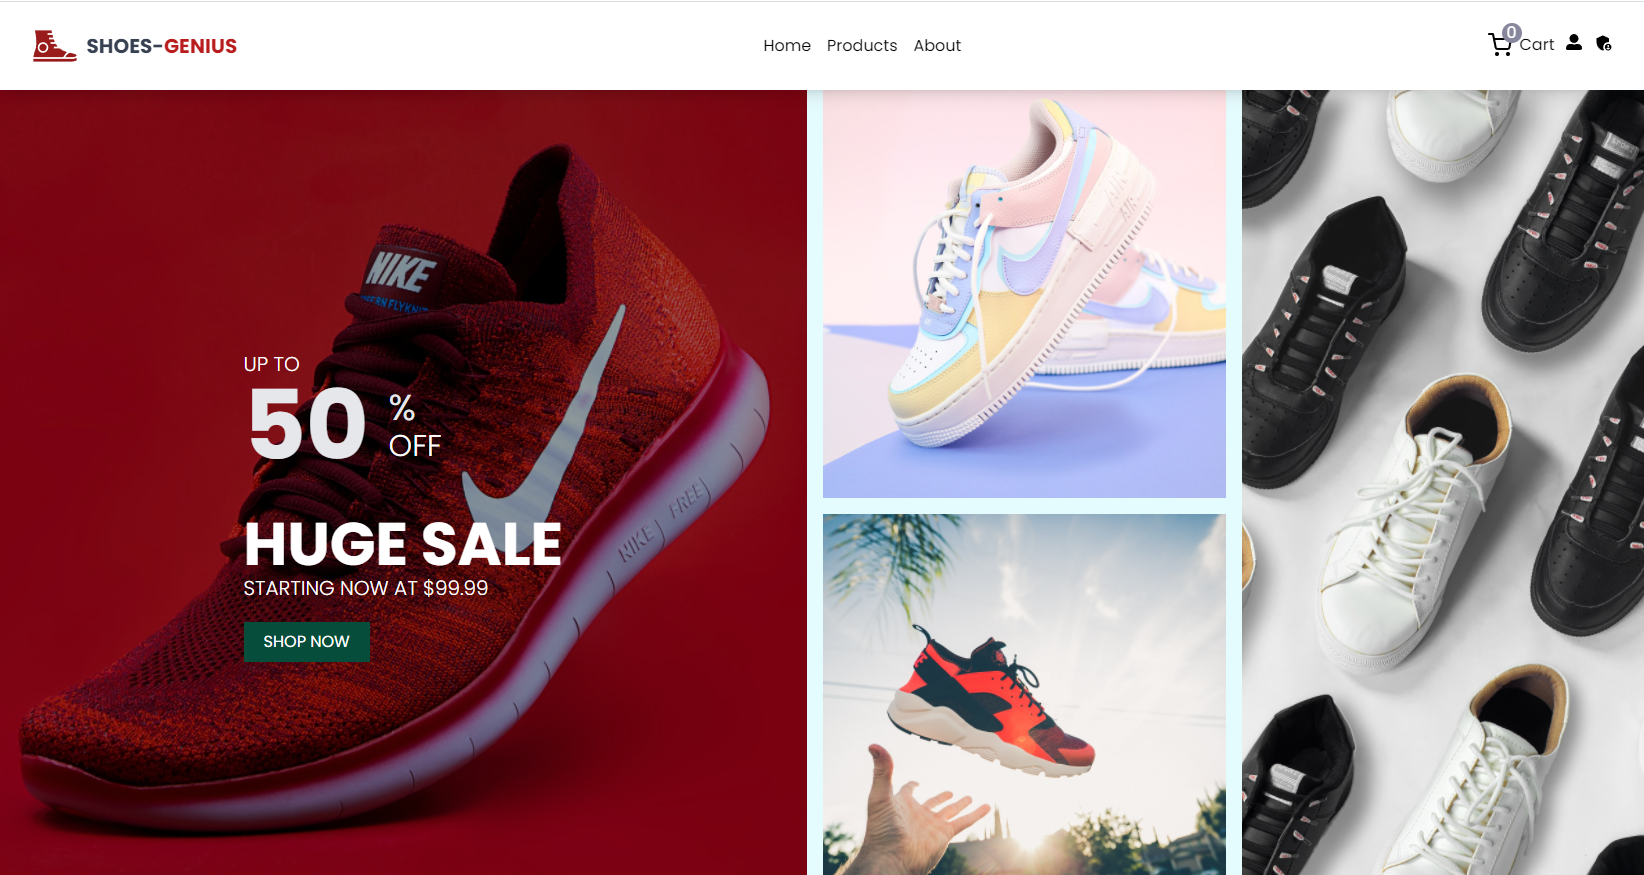 SHOES-GENIUS
Home Products About
0
Cart
NIKE
UP TO
50 %
OFF
NIKE) FREE)
HUGE SALE
STARTING NOW AT $99.99
SHOP NOW
AIR